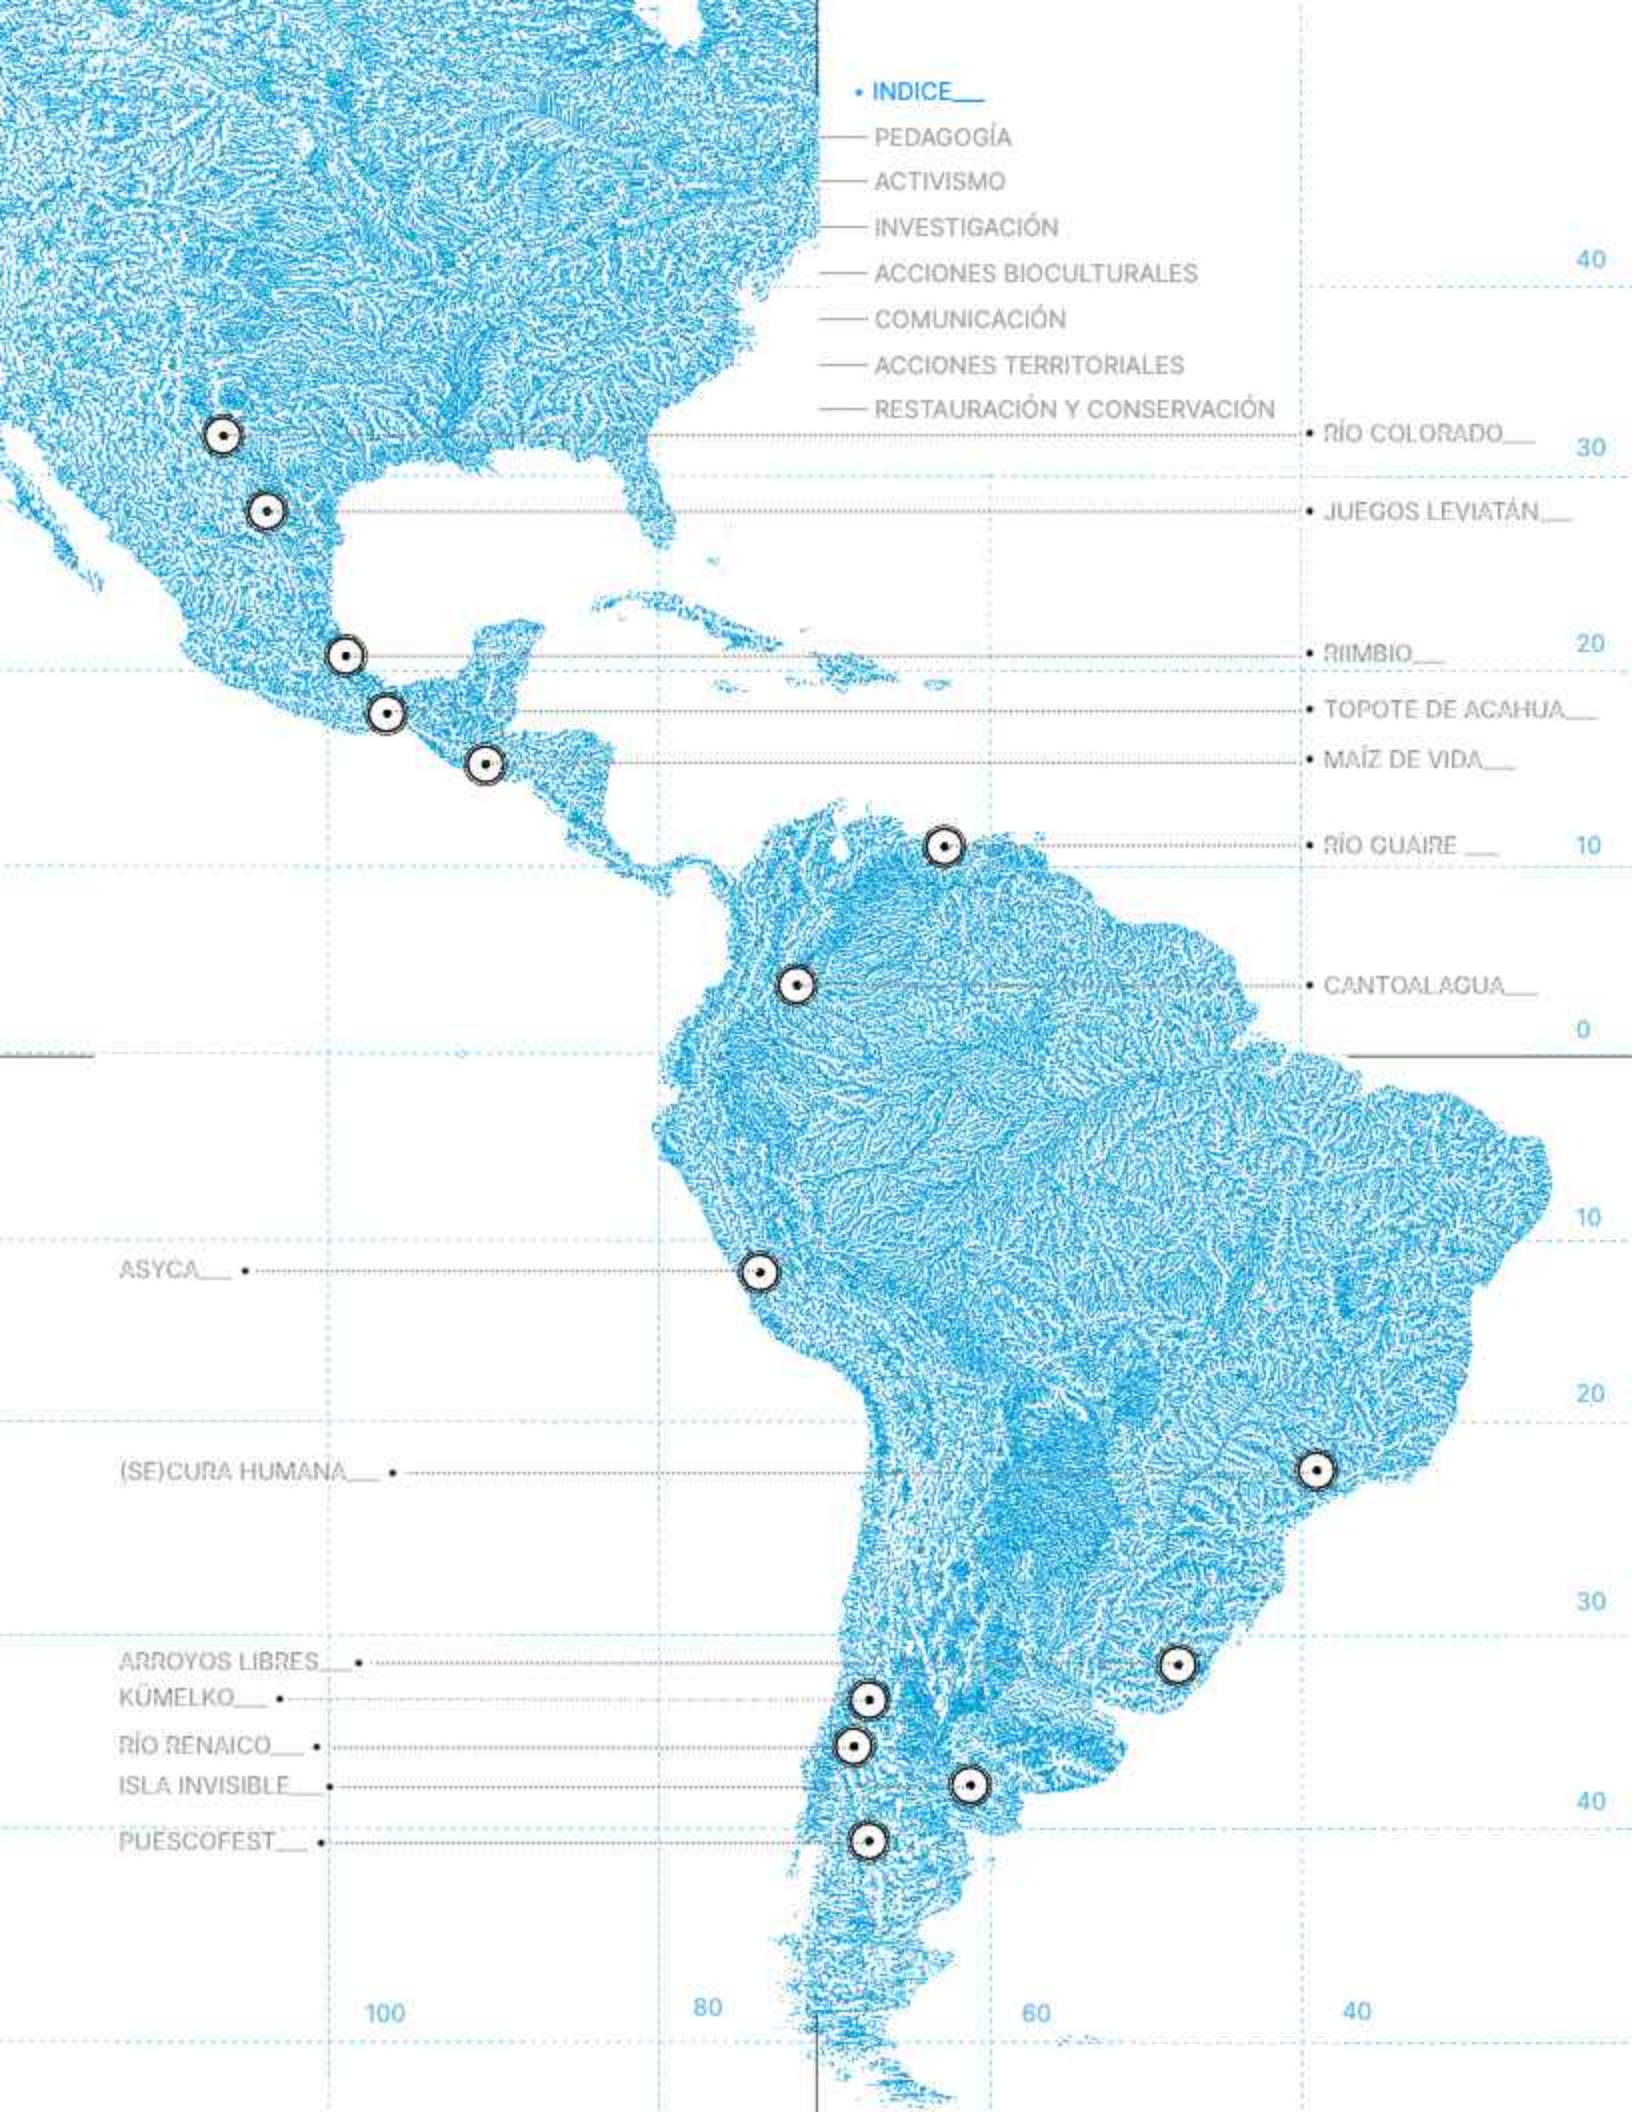 • INDICE__
PEDAGOGÍA
ACTIVISMO
INVESTIGACIÓN
ACCIONES BIOCULTURALES
40
COMUNICACIÓN
ACCIONES TERRITORIALES
RESTAURACIÓN Y CONSERVACIÓN
• RÍO COLORADO__
30
• JUEGOS LEVIATÁN__
• RIIMBIO__
20
• TOPOTE DE ACAHUA__
• MAÍZ DE VIDA__
• RÍO GUAIRE __
10
• CANTOALAGUA__
0
10
ASYCA__ •
20
(SE)CURA HUMANA__ •
30
ARROYOS LIBRES__ •
KÜMELKO__ •
RÍO RENAICO__ •
ISLA INVISIBLE__ •
40
PUESCOFEST__ •
100
80
60
40